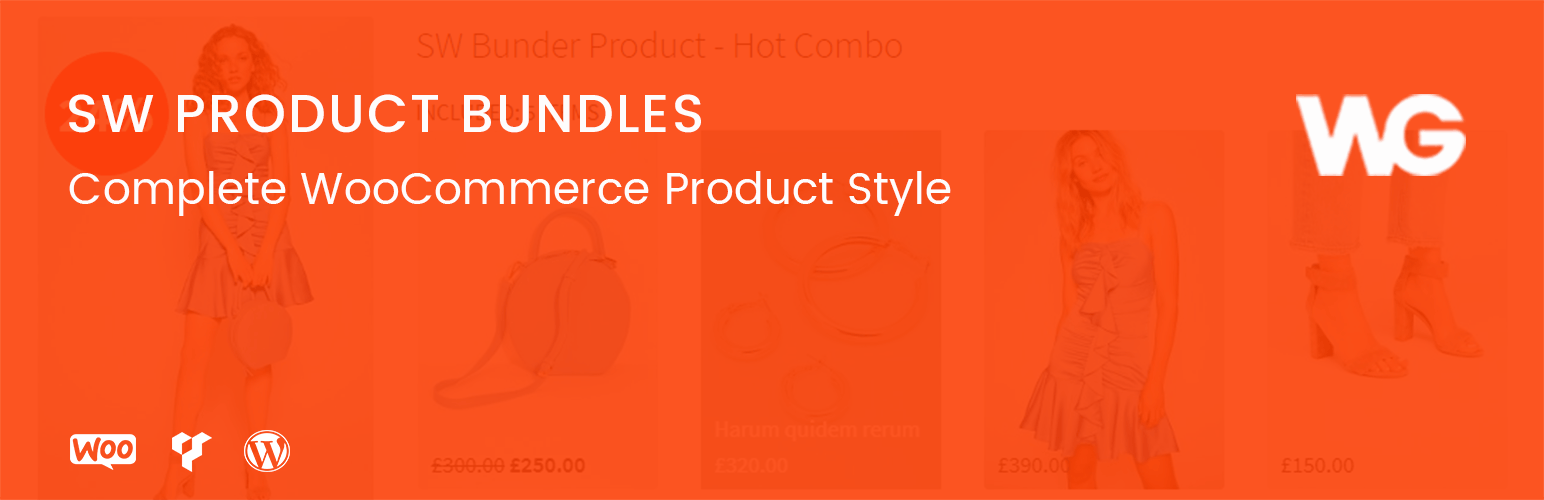 SW Bunder Product - Hot Combo
SW PRODUCT BUNDLES
Complete WooCommerce Product Style
WG
Harum quidem rerum
£300.00 £250.00
£320.00
£390.00
£150.00
WOO